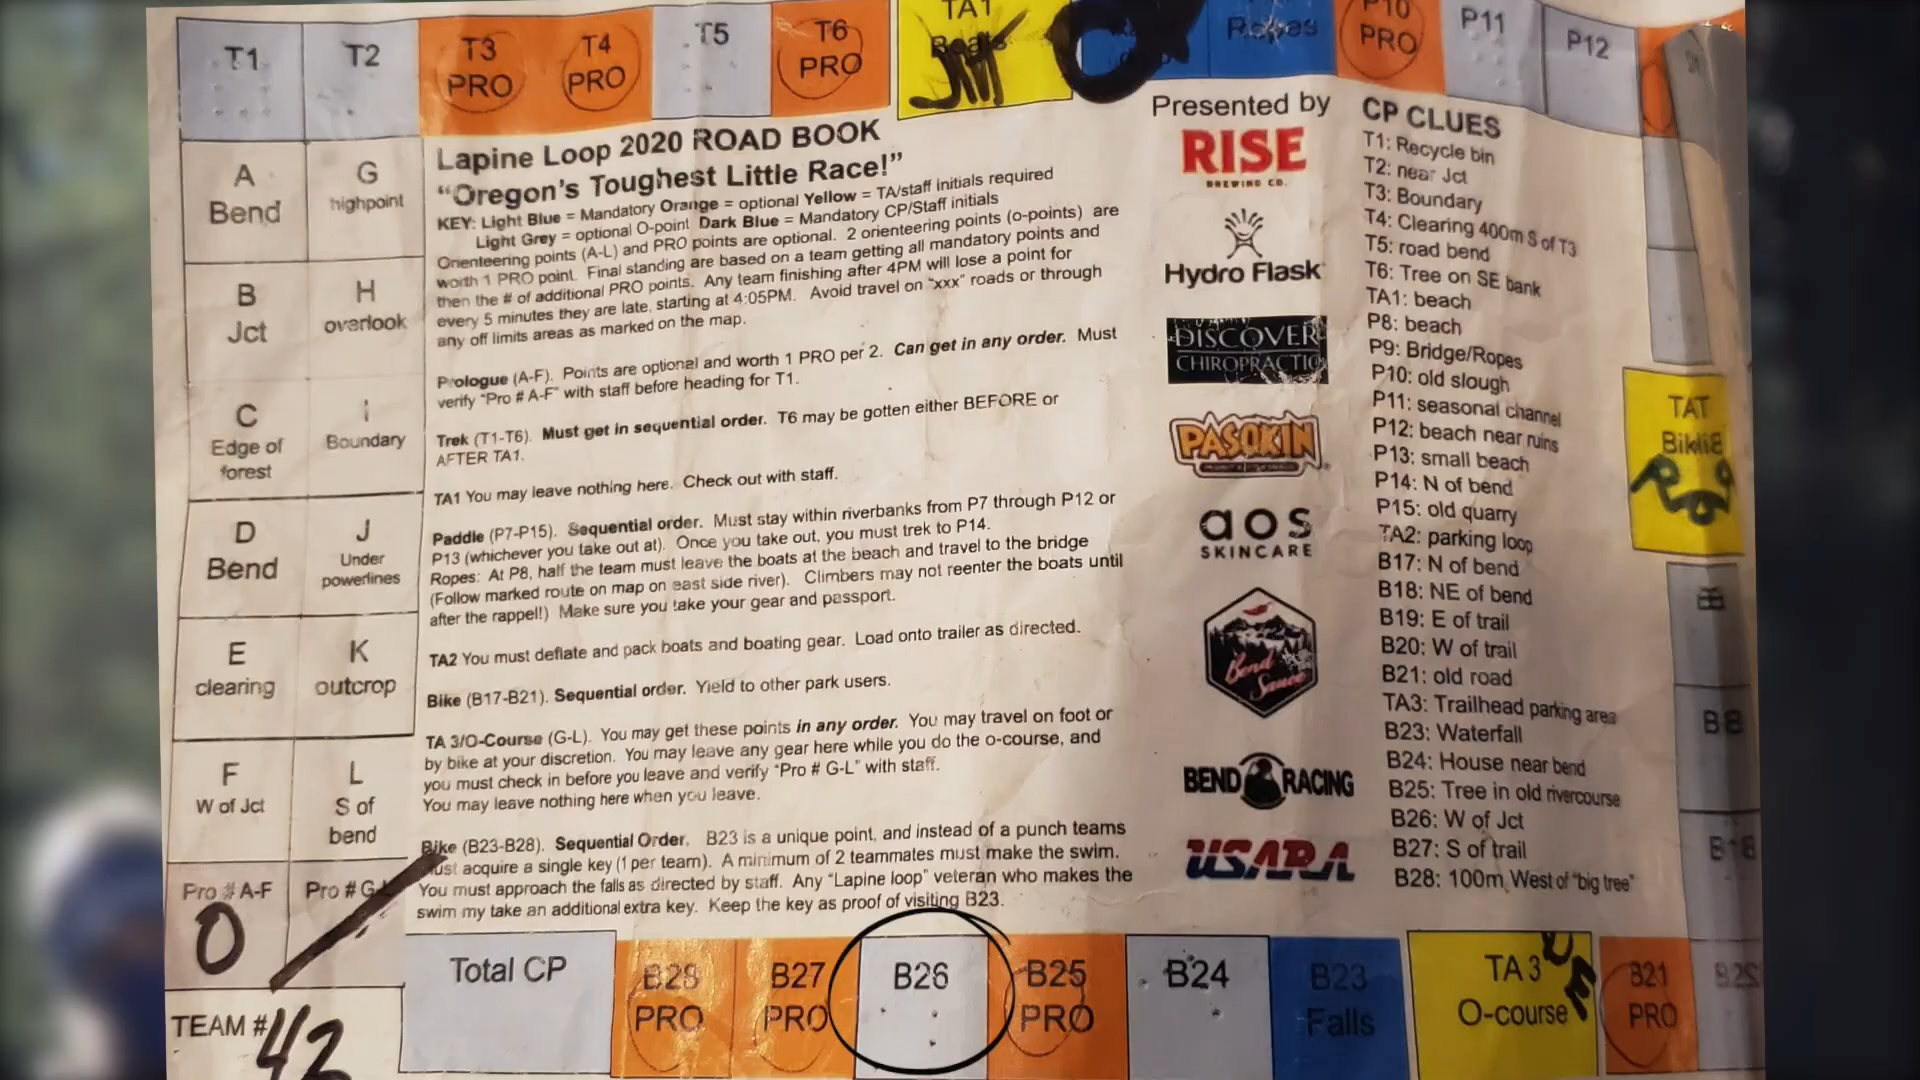 T1
T2
T3
PRO
T4
PRO
T5
T6
PRO
TA1
Boats
Ropes
P10
PRO
P11
P12
A
Bend
G
highpoint
B
Jct
H
overlook
C
Edge of
forest
I
Boundary
D
Bend
J
Under
powerlines
E
clearing
K
outcrop
F
W of Jct
L
S of
bend
Pro # A-F
0
Pro # G-L
TEAM #
42
Lapine Loop 2020 ROAD BOOK
“Oregon’s Toughest Little Race!”
KEY: Light Blue = Mandatory Orange = optional Yellow = TA/staff initials required
Light Grey = optional O-point Dark Blue = Mandatory CP/Staff initials
Orienteering points (A-L) and PRO points are optional. 2 orienteering points (o-points) are
worth 1 PRO point. Final standing are based on a team getting all mandatory points and
then the # of additional PRO points. Any team finishing after 4PM will lose a point for
every 5 minutes they are late, starting at 4:05PM. Avoid travel on “xxx” roads or through
any off limits areas as marked on the map.
Prologue (A-F). Points are optional and worth 1 PRO per 2. Can get in any order. Must
verify “Pro # A-F” with staff before heading for T1.
Trek (T1-T6). Must get in sequential order. T6 may be gotten either BEFORE or
AFTER TA1.
TA1 You may leave nothing here. Check out with staff.
Paddle (P7-P15). Sequential order. Must stay within riverbanks from P7 through P12 or
P13 (whichever you take out at). Once you take out, you must trek to P14.
Ropes: At P8, half the team must leave the boats at the beach and travel to the bridge
(Follow marked route on map on east side river). Climbers may not reenter the boats until
after the rappel!) Make sure you take your gear and passport.
TA2 You must deflate and pack boats and boating gear. Load onto trailer as directed.
Bike (B17-B21). Sequential order. Yield to other park users.
TA 3/O-Course (G-L). You may get these points in any order. You may travel on foot or
by bike at your discretion. You may leave any gear here while you do the o-course, and
you must check in before you leave and verify “Pro # G-L” with staff.
You may leave nothing here when you leave.
Bike (B23-B28). Sequential Order. B23 is a unique point, and instead of a punch teams
must acquire a single key (1 per team). A minimum of 2 teammates must make the swim.
You must approach the falls as directed by staff. Any “Lapine loop” veteran who makes the
swim my take an additional extra key. Keep the key as proof of visiting B23.
Presented by
RISE
BREWING CO.
Hydro Flask
DISCOVER
CHIROPRACTIC
PASOKIN
aos
SKINCARE
Bend
Sauce
BEND RACING
USARA
CP CLUES
T1: Recycle bin
T2: near Jct
T3: Boundary
T4: Clearing 400m S of T3
T5: road bend
T6: Tree on SE bank
TA1: beach
P8: beach
P9: Bridge/Ropes
P10: old slough
P11: seasonal channel
P12: beach near ruins
P13: small beach
P14: N of bend
P15: old quarry
TA2: parking loop
B17: N of bend
B18: NE of bend
B19: E of trail
B20: W of trail
B21: old road
TA3: Trailhead parking area
B23: Waterfall
B24: House near bend
B25: Tree in old rivercourse
B26: W of Jct
B27: S of trail
B28: 100m West of “big tree”
Total CP
B28
PRO
B27
PRO
B26
B25
PRO
B24
B23
Falls
TA 3
O-course
B21
PRO